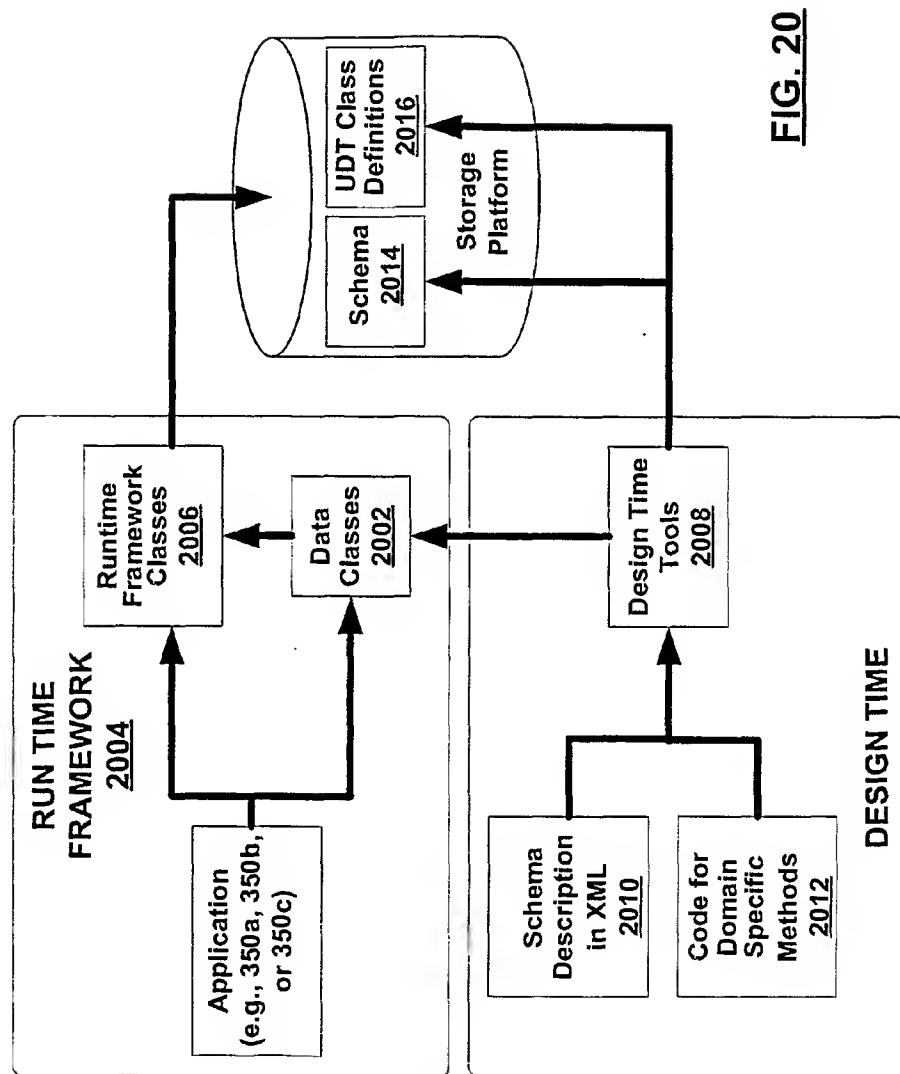 RUN TIME
FRAMEWORK
2004
Application
(e.g., 350a, 350b,
or 350c)
Runtime
Framework
Classes
2006
Data
Classes
2002
Schema
2014
UDT Class
Definitions
2016
Storage
Platform
Schema
Description
in XML
2010
Code for
Domain
Specific
Methods
2012
Design Time
Tools
2008
DESIGN TIME
FIG. 20